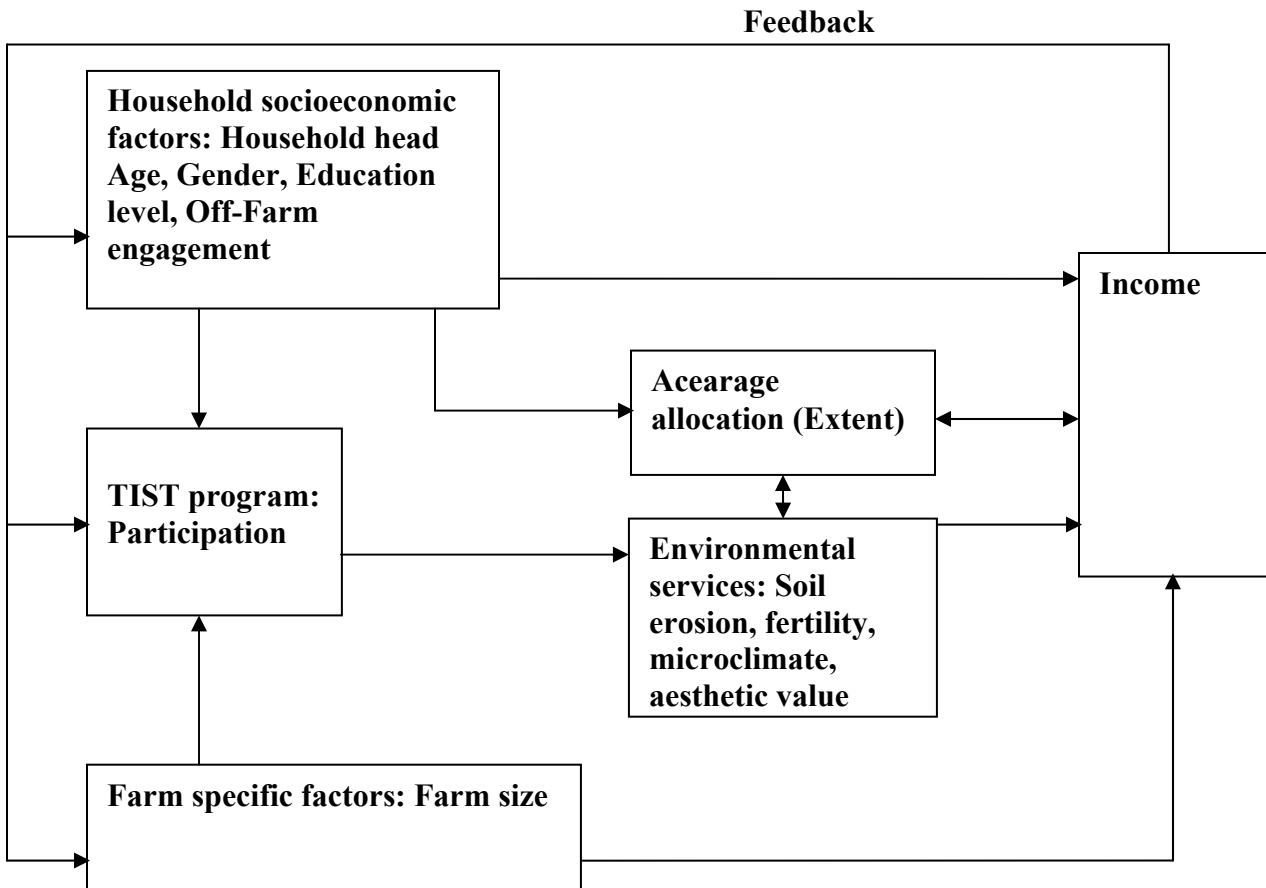 Feedback
Household socioeconomic
factors: Household head
Age, Gender, Education
level, Off-Farm
engagement
Income
Acearage
allocation (Extent)
TIST program:
Participation
Environmental
services: Soil
erosion, fertility,
microclimate,
aesthetic value
Farm specific factors: Farm size